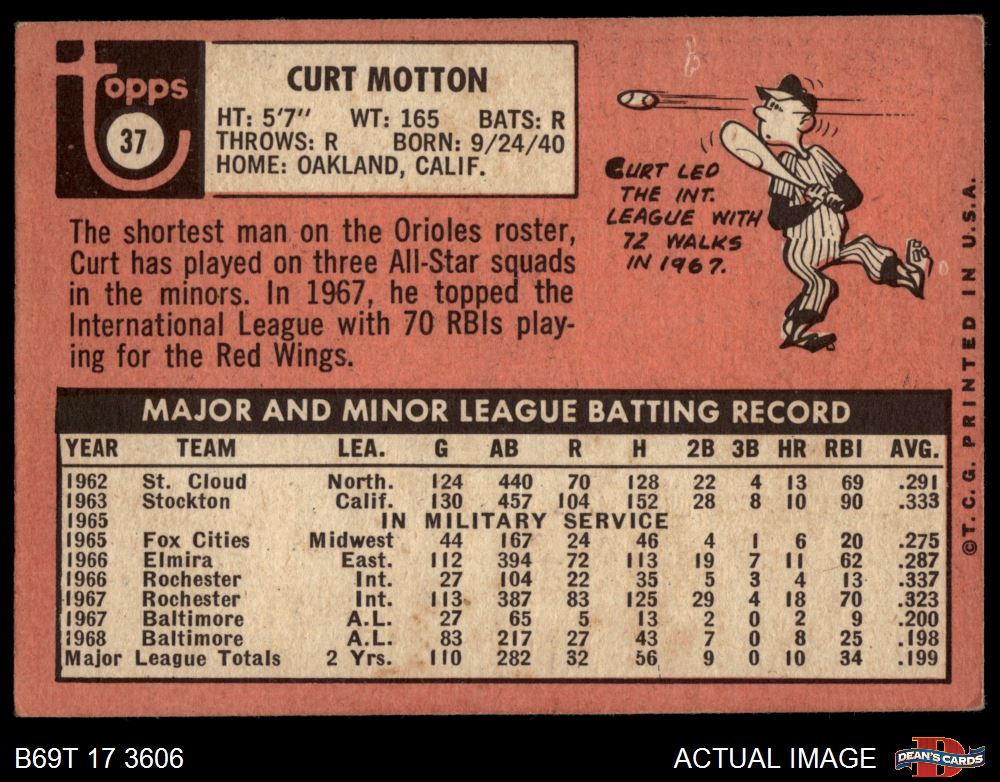 topps
37
CURT MOTTON
HT: 5'7" WT: 165 BATS: R
THROWS: R BORN: 9/24/40
HOME: OAKLAND, CALIF.
CURT LED
THE INT.
LEAGUE WITH
72 WALKS
IN 1967.
The shortest man on the Orioles roster,
Curt has played on three All-Star squads
in the minors. In 1967, he topped the
International League with 70 RBIs play-
ing for the Red Wings.
MAJOR AND MINOR LEAGUE BATTING RECORD
YEAR TEAM LEA. G AB R H 2B 3B HR RBI AVG.
1962 St. Cloud North. 124 440 70 128 22 4 13 69 .291
1963 Stockton Calif. 130 457 104 152 28 8 10 90 .333
1965 IN MILITARY SERVICE
1965 Fox Cities Midwest 44 167 24 46 4 1 6 20 .275
1966 Elmira East. 112 394 72 113 19 7 11 62 .287
1966 Rochester Int. 27 104 22 35 5 3 4 13 .337
1967 Rochester Int. 113 387 83 125 29 4 18 70 .323
1967 Baltimore A.L. 27 65 5 13 2 0 2 9 .200
1968 Baltimore A.L. 83 217 27 43 7 0 8 25 .198
Major League Totals 2 Yrs. 110 282 32 56 9 0 10 34 .199
©T.C.G. PRINTED IN U.S.A.
B69T 17 3606
ACTUAL IMAGE
D
DEAN'S CARDS